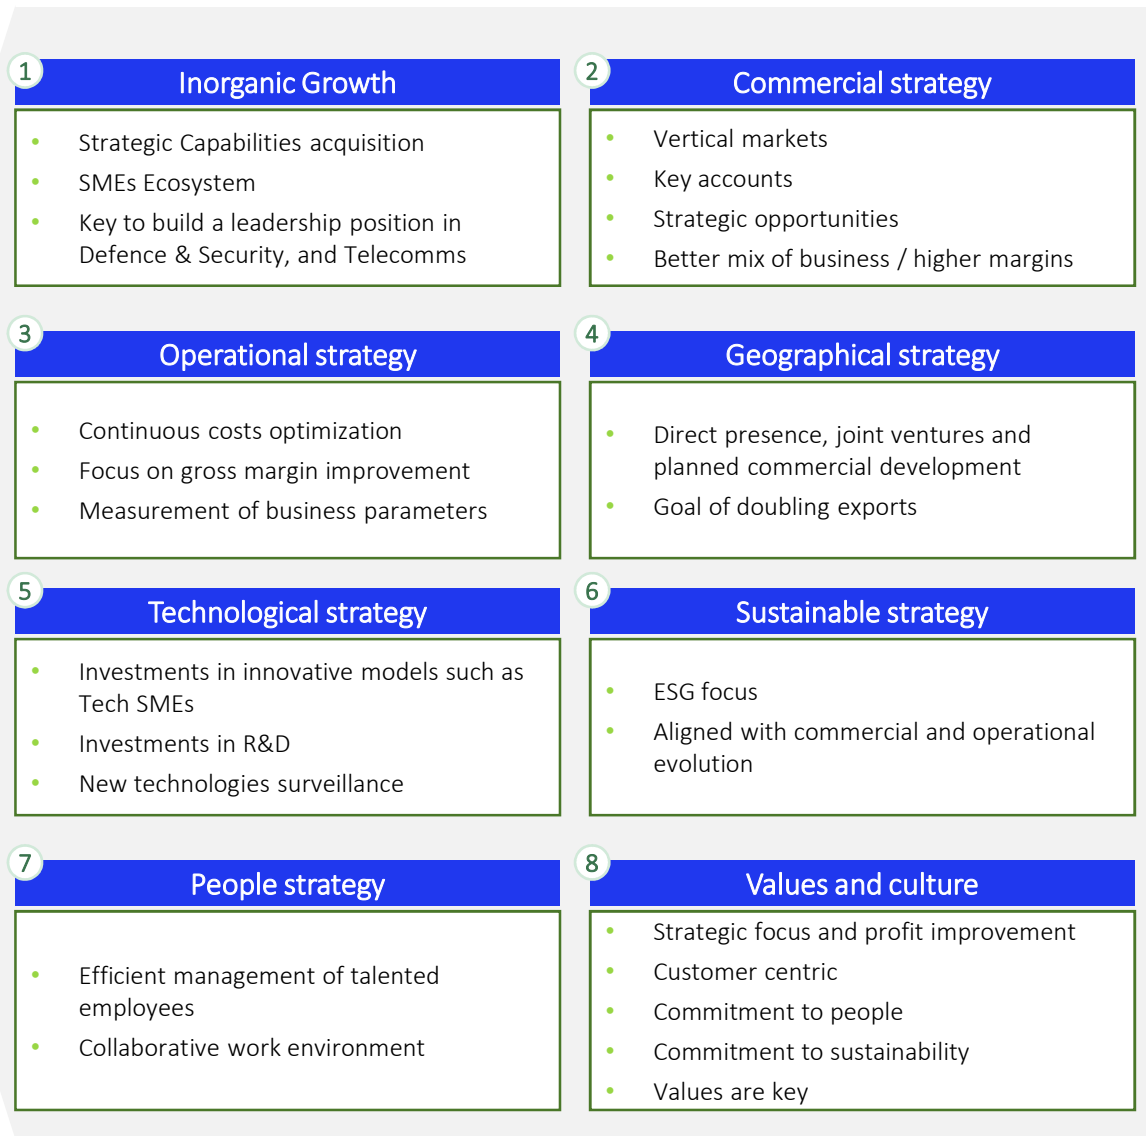 1
Inorganic Growth
• Strategic Capabilities acquisition
• SMEs Ecosystem
• Key to build a leadership position in
Defence & Security, and Telecomms
2
Commercial strategy
• Vertical markets
• Key accounts
• Strategic opportunities
• Better mix of business / higher margins
3
Operational strategy
• Continuous costs optimization
• Focus on gross margin improvement
• Measurement of business parameters
4
Geographical strategy
• Direct presence, joint ventures and
planned commercial development
• Goal of doubling exports
5
Technological strategy
• Investments in innovative models such as
Tech SMEs
• Investments in R&D
• New technologies surveillance
6
Sustainable strategy
• ESG focus
• Aligned with commercial and operational
evolution
7
People strategy
• Efficient management of talented
employees
• Collaborative work environment
8
Values and culture
• Strategic focus and profit improvement
• Customer centric
• Commitment to people
• Commitment to sustainability
• Values are key